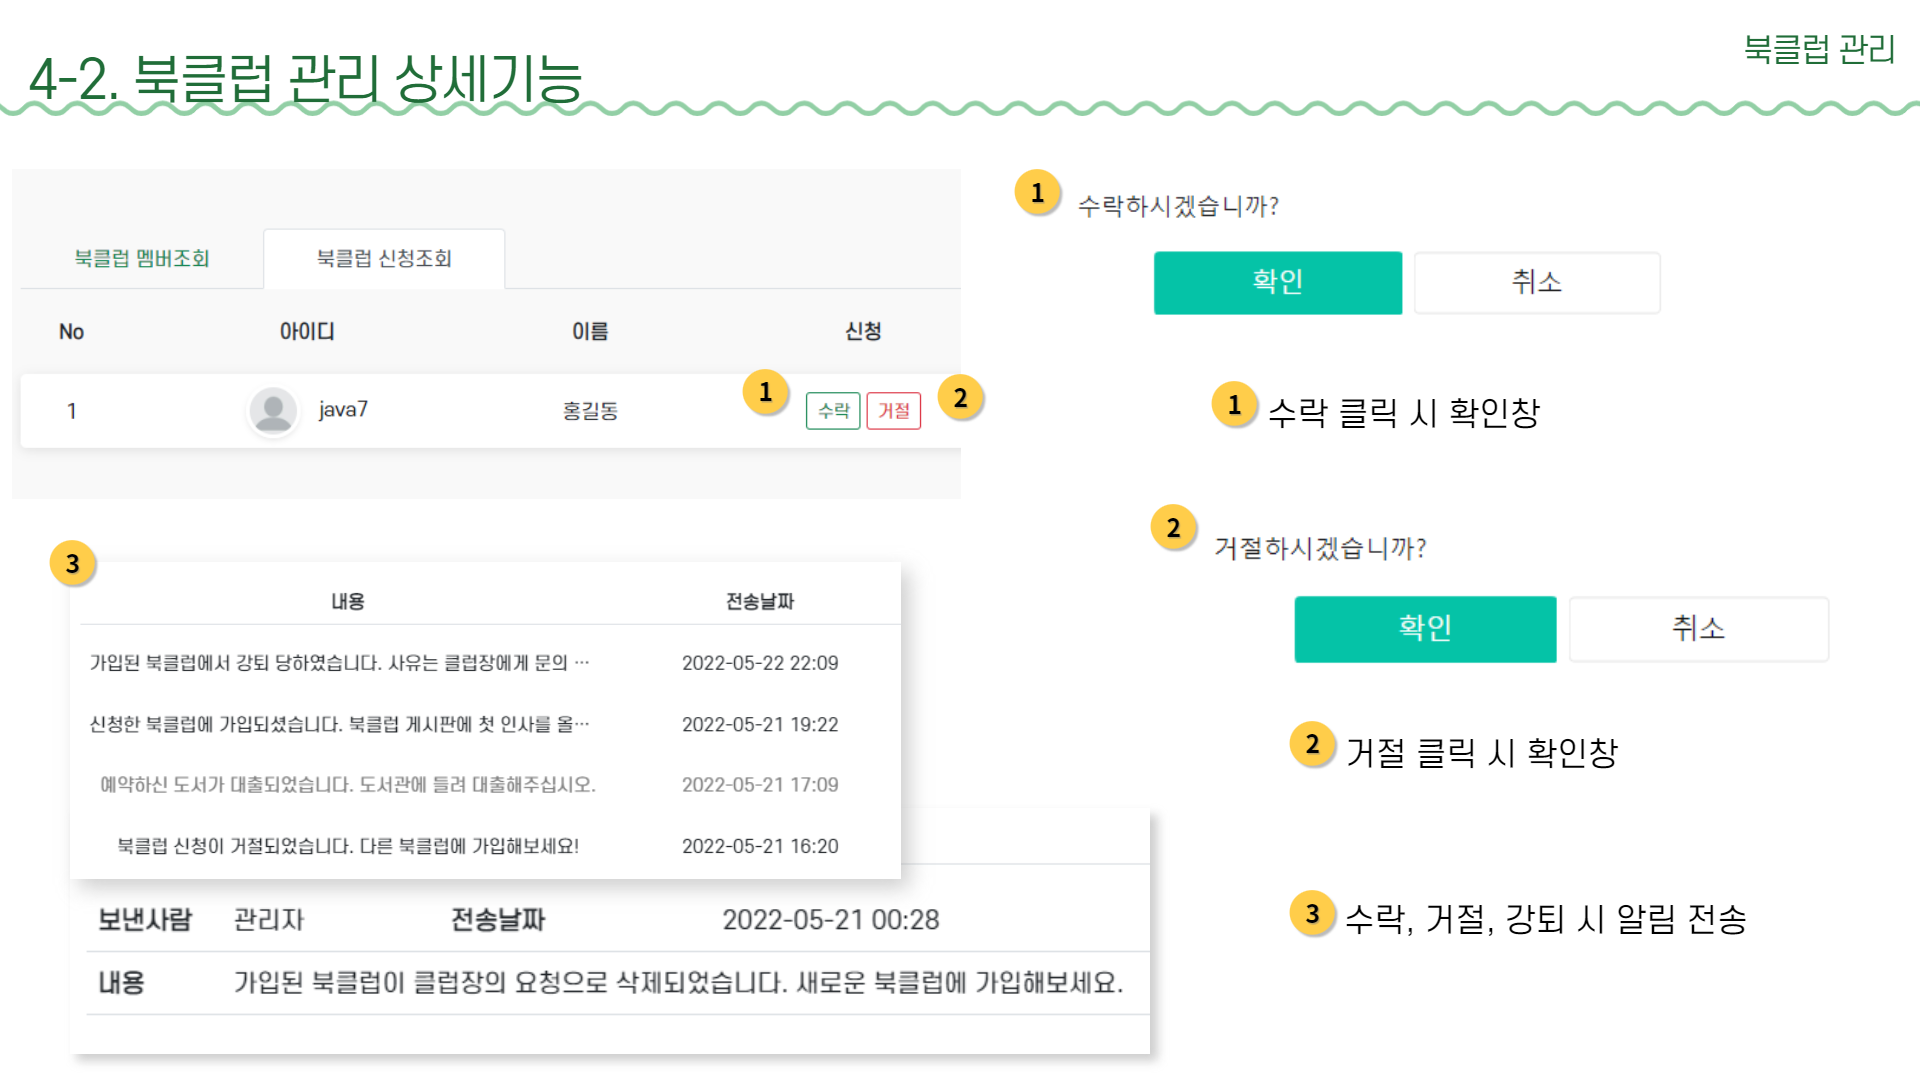 4-2. 북클럽 관리 상세기능
북클럽 관리
북클럽 멤버조회 북클럽 신청조회
No 아이디 이름 신청
1 java7 홍길동 1 수락 거절 2
1 수락하시겠습니까?
확인 취소
1 수락 클릭 시 확인창
2 거절하시겠습니까?
확인 취소
2 거절 클릭 시 확인창
3
내용 전송날짜
가입된 북클럽에서 강퇴 당하였습니다. 사유는 클럽장에게 문의 ... 2022-05-22 22:09
신청한 북클럽에 가입되셨습니다. 북클럽 게시판에 첫 인사를 올... 2022-05-21 19:22
예약하신 도서가 대출되었습니다. 도서관에 들려 대출해주십시오. 2022-05-21 17:09
북클럽 신청이 거절되었습니다. 다른 북클럽에 가입해보세요! 2022-05-21 16:20
보낸사람 관리자 전송날짜 2022-05-21 00:28
내용 가입된 북클럽이 클럽장의 요청으로 삭제되었습니다. 새로운 북클럽에 가입해보세요.
3 수락, 거절, 강퇴 시 알림 전송